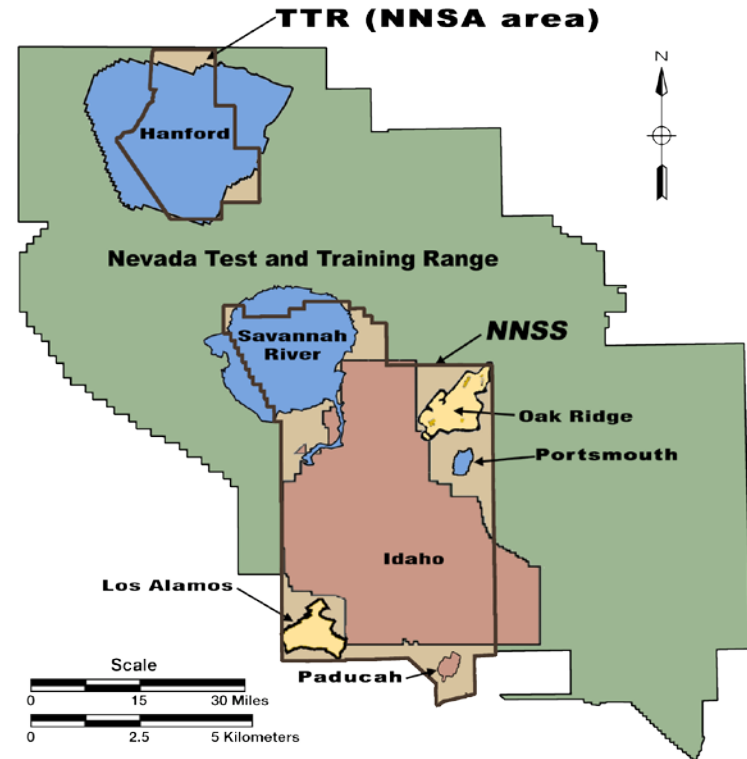 TTR (NNSA area)
N
Hanford
Nevada Test and Training Range
Savannah
River
NNSS
Oak Ridge
Portsmouth
Idaho
Los Alamos
Paducah
Scale
0 15 30 Miles
0 2.5 5 Kilometers